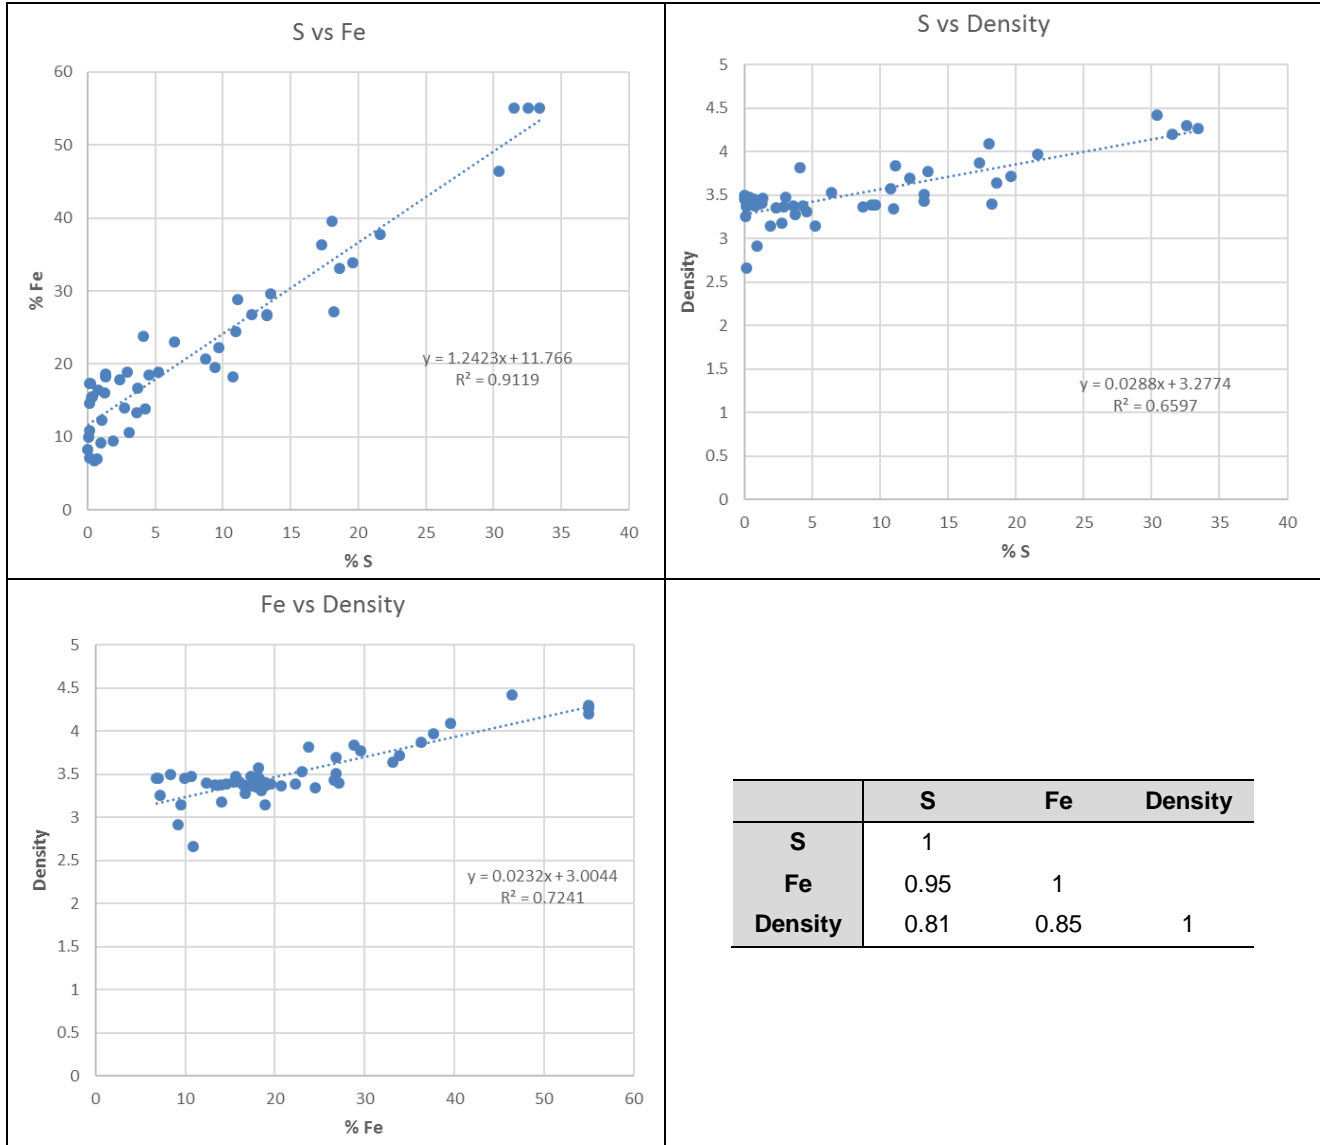 S vs Fe
60
50
40
30
20
10
0
% Fe
y = 1.2423x + 11.766
R² = 0.9119
0 5 10 15 20 25 30 35 40
% S
S vs Density
5
4.5
4
3.5
3
2.5
2
1.5
1
0.5
0
Density
y = 0.0288x + 3.2774
R² = 0.6597
0 5 10 15 20 25 30 35 40
% S
Fe vs Density
5
4.5
4
3.5
3
2.5
2
1.5
1
0.5
0
Density
y = 0.0232x + 3.0044
R² = 0.7241
0 10 20 30 40 50 60
% Fe
S Fe Density
S 1
Fe 0.95 1
Density 0.81 0.85 1